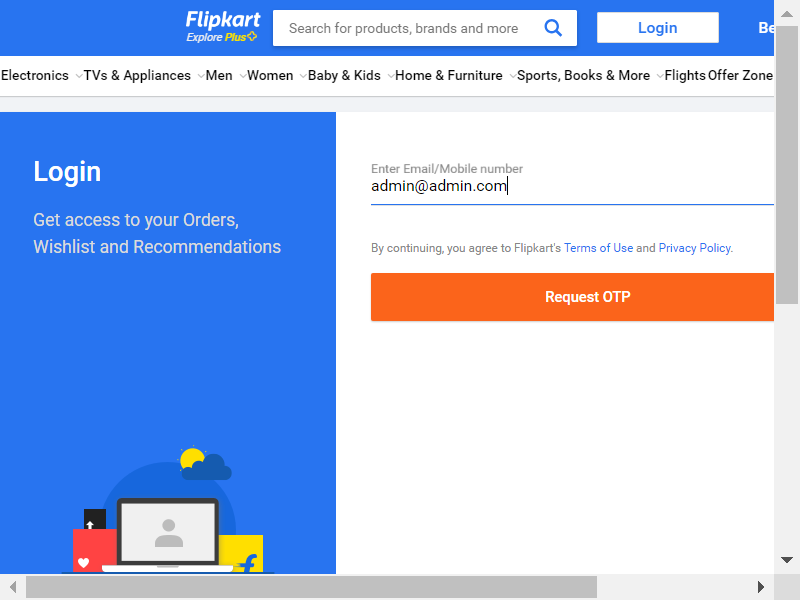 Flipkart
Explore Plus
Search for products, brands and more
Login
Electronics TVs & Appliances Men Women Baby & Kids Home & Furniture Sports, Books & More Flights Offer Zone
Login
Get access to your Orders,
Wishlist and Recommendations
Enter Email/Mobile number
admin@admin.com
By continuing, you agree to Flipkart's Terms of Use and Privacy Policy.
Request OTP